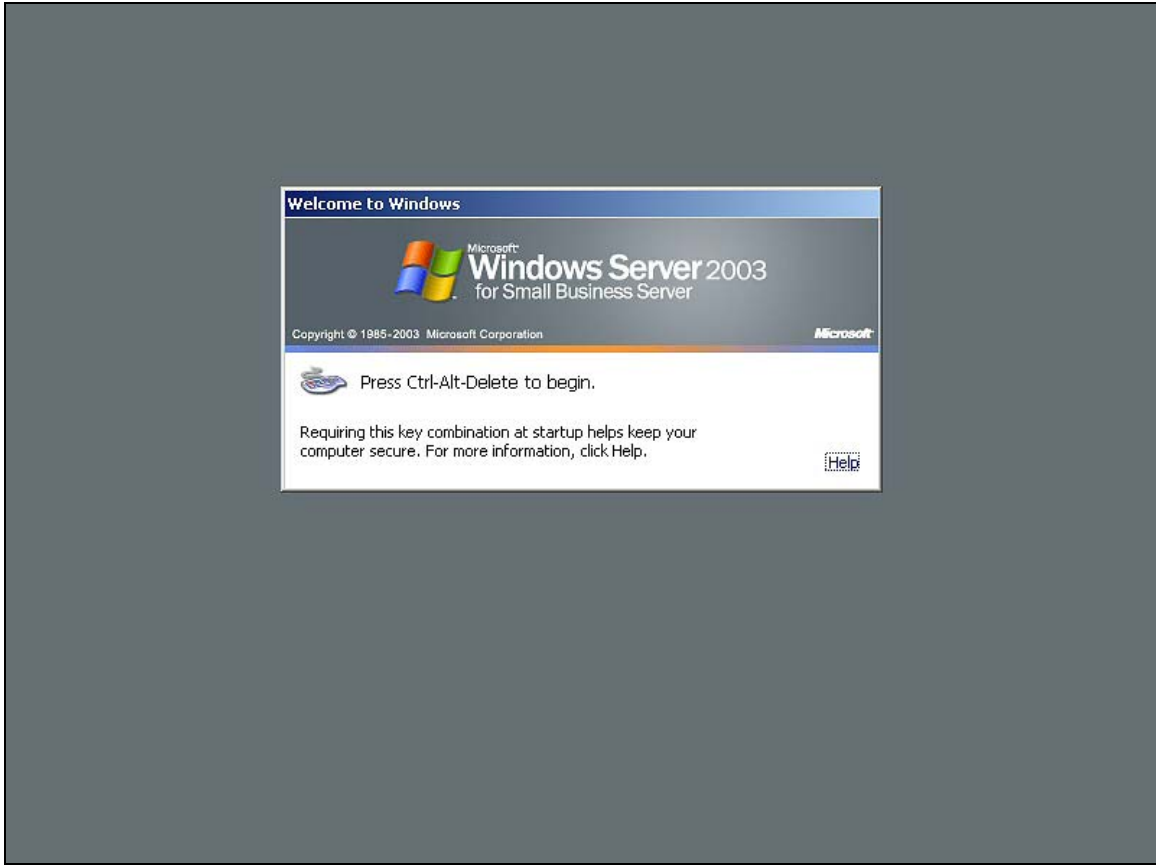 Welcome to Windows
Microsoft
Windows Server 2003
for Small Business Server
Copyright © 1985-2003 Microsoft Corporation
Microsoft
Press Ctrl-Alt-Delete to begin.
Requiring this key combination at startup helps keep your
computer secure. For more information, click Help.
Help